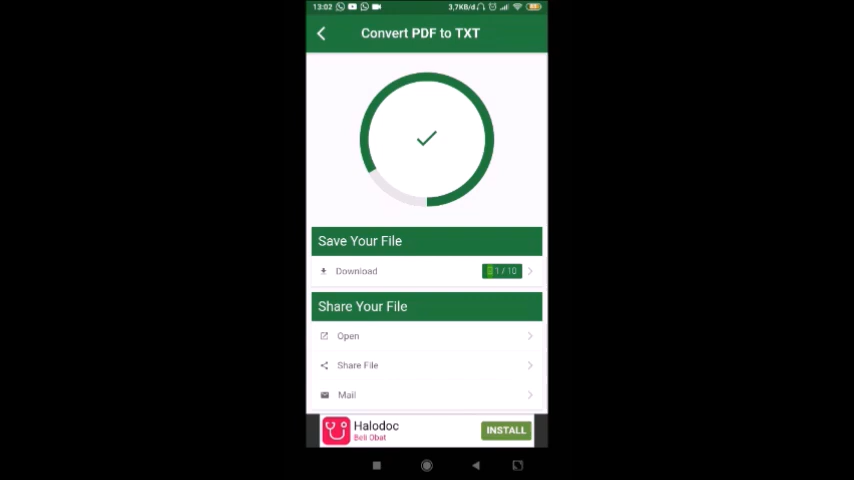 13:02 3,7KB/d
Convert PDF to TXT
Save Your File
Download 1 / 10
Share Your File
Open
Share File
Mail
Halodoc
Beli Obat
INSTALL